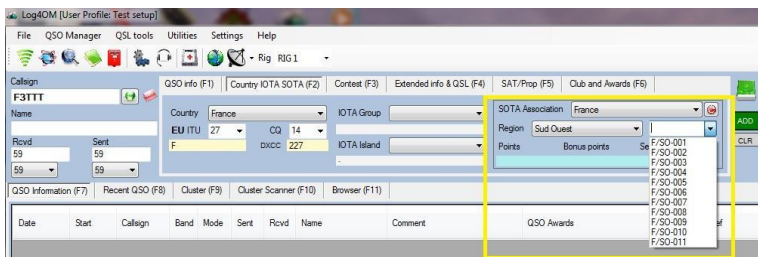 Log4OM [User Profile: Test setup]
File QSO Manager QSL tools Utilities Settings Help
Rig RIG 1
Callsign
F3TTT
Name
Rcvd Sent
59 59
59 59
QSO info (F1) Country IOTA SOTA (F2) Contest (F3) Extended info & QSL (F4) SAT/Prop (F5) Club and Awards (F6)
Country France IOTA Group
EU ITU 27 CQ 14
F DXCC 227 IOTA Island
-
SOTA Association France
Region Sud Ouest
Points Bonus points Se
F/SO-001
F/SO-002
F/SO-003
F/SO-004
F/SO-005
F/SO-006
F/SO-007
F/SO-008
F/SO-009
F/SO-010
F/SO-011
ADD
CLR
QSO Information (F7) Recent QSO (F8) Cluster (F9) Cluster Scanner (F10) Browser (F11)
Date Start Callsign Band Mode Sent Rcvd Name Comment QSO Awards ef